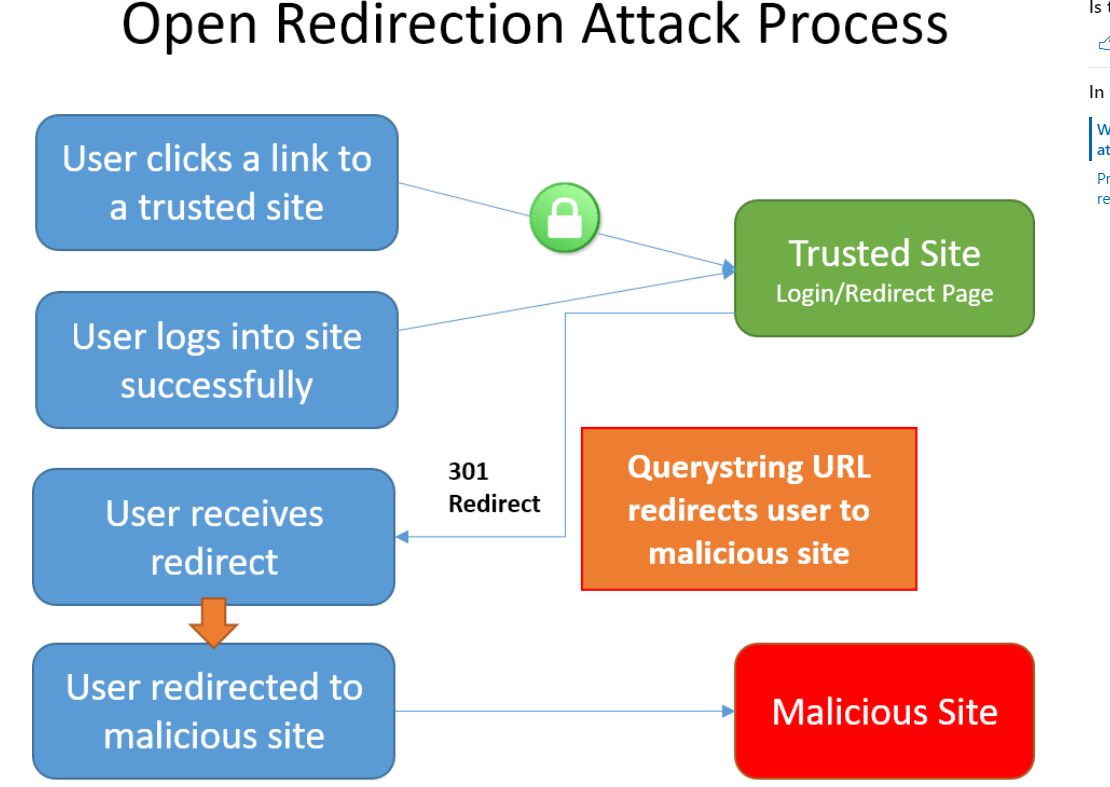 Open Redirection Attack Process
User clicks a link to
a trusted site
Trusted Site
Login/Redirect Page
User logs into site
successfully
301
Redirect
Querystring URL
redirects user to
malicious site
User receives
redirect
User redirected to
malicious site
Malicious Site
Is
In